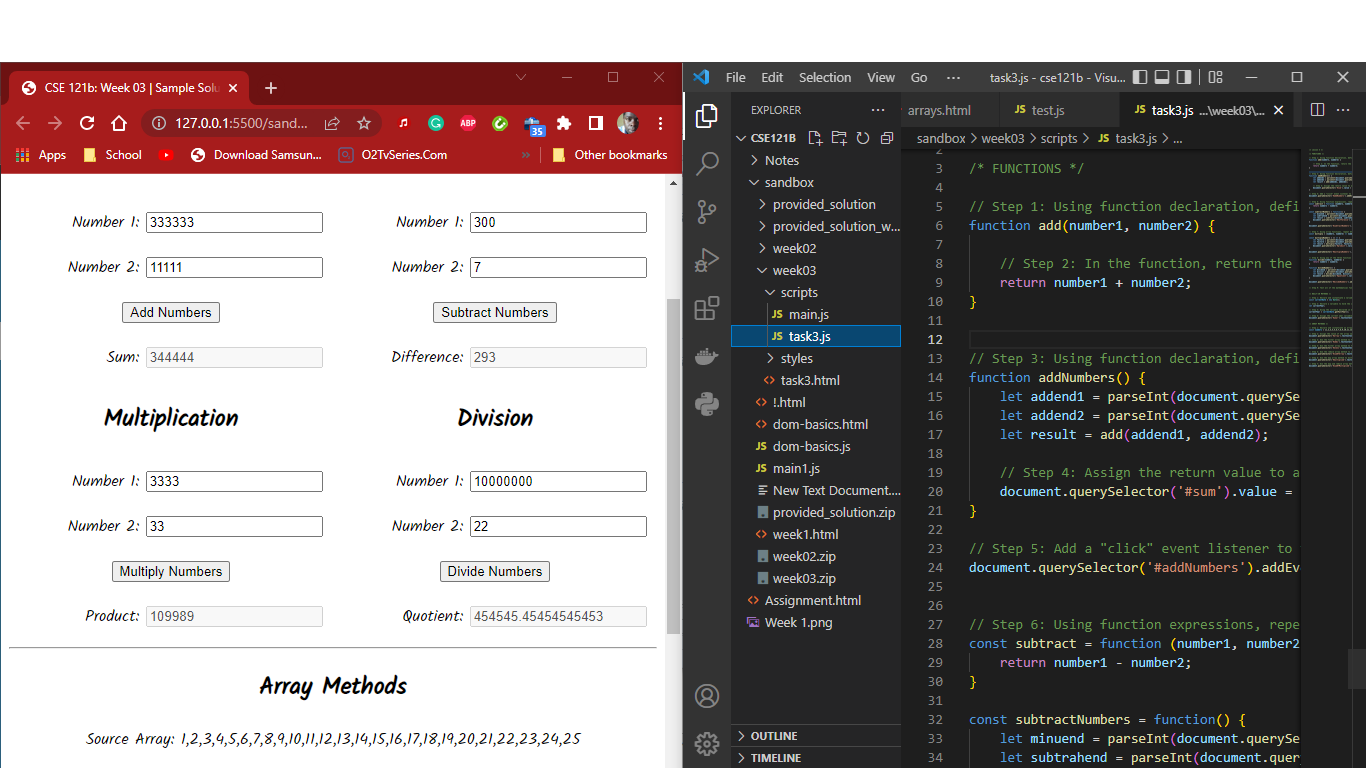 CSE 121b: Week 03 | Sample Solu
127.0.0.1:5500/sand...
ABP
35
Apps
School
Download Samsun...
O2TvSeries.Com
»
Other bookmarks
Number 1: 333333
Number 1: 300
Number 2: 11111
Number 2: 7
Add Numbers
Subtract Numbers
Sum: 344444
Difference: 293
Multiplication
Division
Number 1: 3333
Number 1: 10000000
Number 2: 33
Number 2: 22
Multiply Numbers
Divide Numbers
Product: 109989
Quotient: 454545.45454545453
Array Methods
Source Array: 1,2,3,4,5,6,7,8,9,10,11,12,13,14,15,16,17,18,19,20,21,22,23,24,25
File Edit Selection View Go ···
task3.js - cse121b - Visu...
EXPLORER
CSE121B
Notes
sandbox
provided_solution
provided_solution_w...
week02
week03
scripts
JS main.js
JS task3.js
styles
<> task3.html
<> !.html
<> dom-basics.html
JS dom-basics.js
JS main1.js
New Text Document....
provided_solution.zip
<> week1.html
week02.zip
week03.zip
<> Assignment.html
Week 1.png
OUTLINE
TIMELINE
arrays.html
JS test.js
JS task3.js ...\week03\...
sandbox > week03 > scripts > JS task3.js > ...
2
3 /* FUNCTIONS */
4
5 // Step 1: Using function declaration, defi
6 function add(number1, number2) {
7
8 // Step 2: In the function, return the
9 return number1 + number2;
10 }
11
12
13 // Step 3: Using function declaration, defi
14 function addNumbers() {
15 let addend1 = parseInt(document.querySe
16 let addend2 = parseInt(document.querySe
17 let result = add(addend1, addend2);
18
19 // Step 4: Assign the return value to a
20 document.querySelector('#sum').value =
21 }
22
23 // Step 5: Add a "click" event listener to
24 document.querySelector('#addNumbers').addEv
25
26
27 // Step 6: Using function expressions, repe
28 const subtract = function (number1, number2
29 return number1 - number2;
30 }
31
32 const subtractNumbers = function() {
33 let minuend = parseInt(document.querySe
34 let subtrahend = parseInt(document.quer